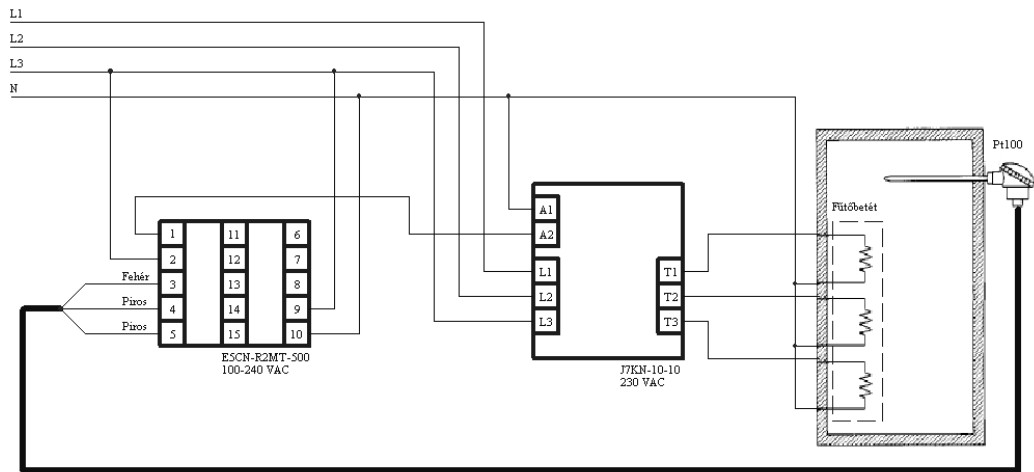 L1
L2
L3
N
Pt100
Fűtőbetét
A1
A2
L1
L2
L3
T1
T2
T3
J7KN-10-10
230 VAC
1
2
3
4
5
11
12
13
14
15
6
7
8
9
10
Fehér
Piros
Piros
E5CN-R2MT-500
100-240 VAC